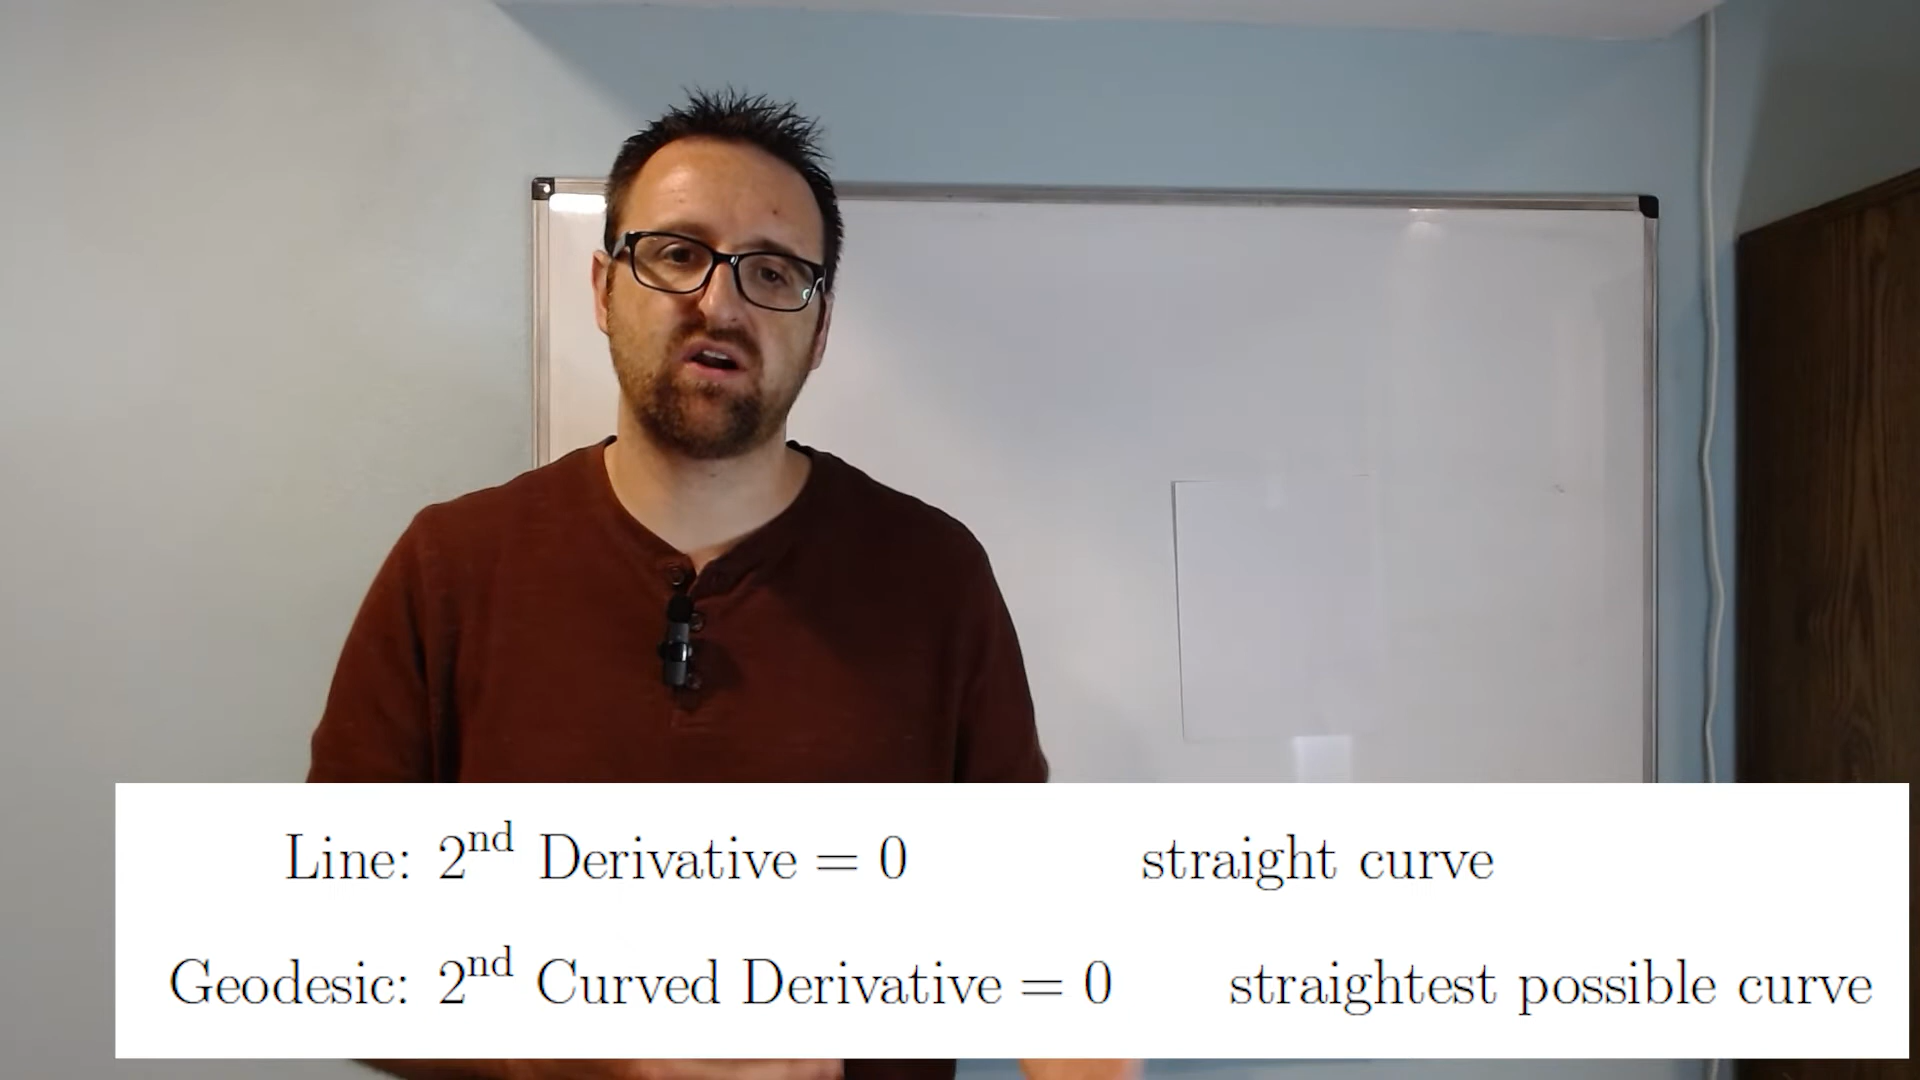 Line: 2nd Derivative = 0 straight curve
Geodesic: 2nd Curved Derivative = 0 straightest possible curve